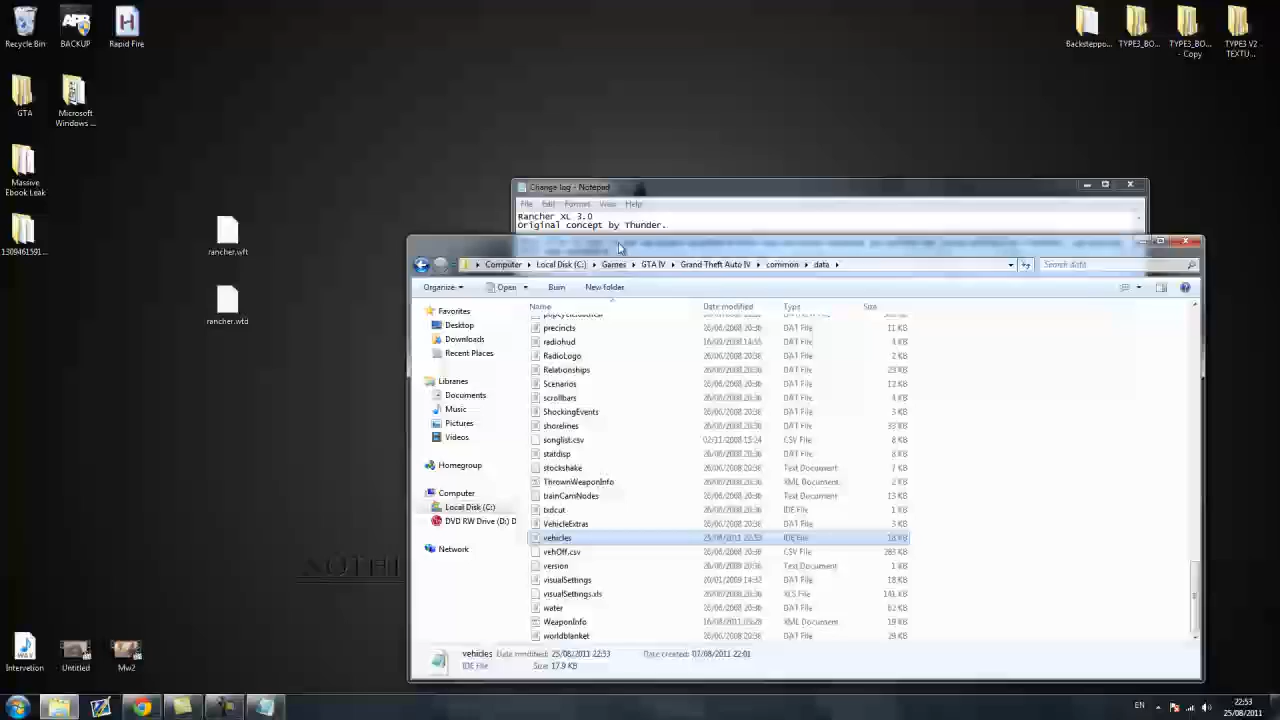 Recycle Bin
BACKUP
Rapid Fire
Backsteppo...
TYPE3_BO...
TYPE3_BO... - Copy
TYPE3 V2 TEXTU...
GTA
Microsoft Windows ...
Massive Ebook Leak
1309461591...
rancher.wft
rancher.wtd
Change log - Notepad
File Edit Format View Help
Rancher XL 3.0
Original concept by Thunder.
Computer Local Disk (C:) Games GTA IV Grand Theft Auto IV common data
Search data
Organize Open Burn New folder
Name Date modified Type Size
Favorites
Desktop
Downloads
Recent Places
Libraries
Documents
Music
Pictures
Videos
Homegroup
Computer
Local Disk (C:)
DVD RW Drive (D:) D
Network
precincts 26/06/2008 20:36 DAT File 11 KB
radiohud DAT File 4 KB
RadioLogo 26/06/2008 20:36 DAT File 2 KB
Relationships 26/06/2008 20:36 DAT File 23 KB
Scenarios 26/06/2008 20:36 DAT File 12 KB
scrollbars 26/06/2008 20:36 DAT File 4 KB
ShockingEvents 26/06/2008 20:36 DAT File 3 KB
shorelines 26/06/2008 20:36 DAT File 33 KB
songlist.csv 02/11/2008 15:24 CSV File 8 KB
statdisp 26/06/2008 20:36 DAT File 8 KB
stockshake 26/06/2008 20:36 Text Document 7 KB
ThrownWeaponInfo 26/06/2008 20:36 XML Document 2 KB
trainCamNodes 26/06/2008 20:36 Text Document 13 KB
txdcut 26/06/2008 20:36 IDE File 1 KB
VehicleExtras 26/06/2008 20:36 DAT File 3 KB
vehicles 25/08/2011 22:53 IDE File 18 KB
vehOff.csv 26/06/2008 20:36 CSV File 283 KB
version 26/06/2008 20:36 Text Document 1 KB
visualSettings 20/01/2009 14:32 DAT File 18 KB
visualSettings.xls 26/06/2008 20:36 XLS File 141 KB
water 26/06/2008 20:36 DAT File 62 KB
WeaponInfo XML Document 19 KB
worldblanket 26/06/2008 20:36 DAT File 29 KB
vehicles Date modified: 25/08/2011 22:53 Date created: 07/08/2011 22:01
IDE File Size: 17.9 KB
NOTHI
Intervetion
Untitled
Mw2
EN
22:53
25/08/2011